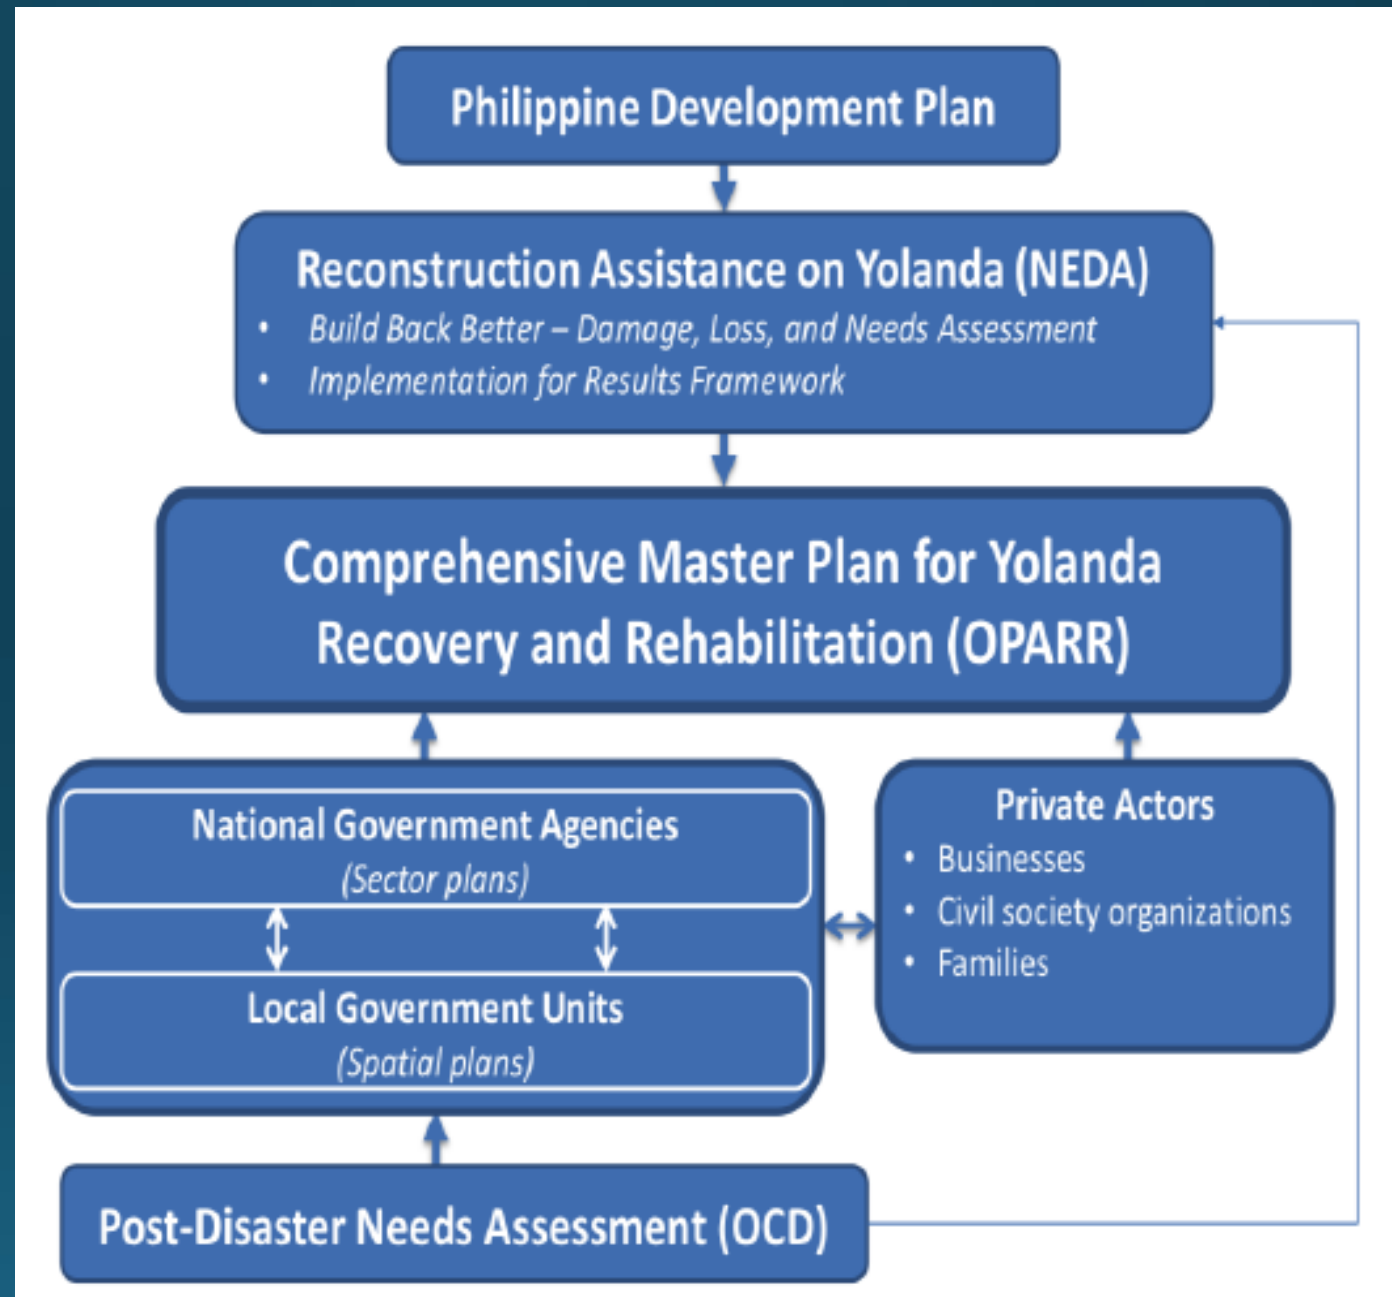 Philippine Development Plan
Reconstruction Assistance on Yolanda (NEDA)
• Build Back Better – Damage, Loss, and Needs Assessment
• Implementation for Results Framework
Comprehensive Master Plan for Yolanda
Recovery and Rehabilitation (OPARR)
National Government Agencies
(Sector plans)
Local Government Units
(Spatial plans)
Private Actors
• Businesses
• Civil society organizations
• Families
Post-Disaster Needs Assessment (OCD)